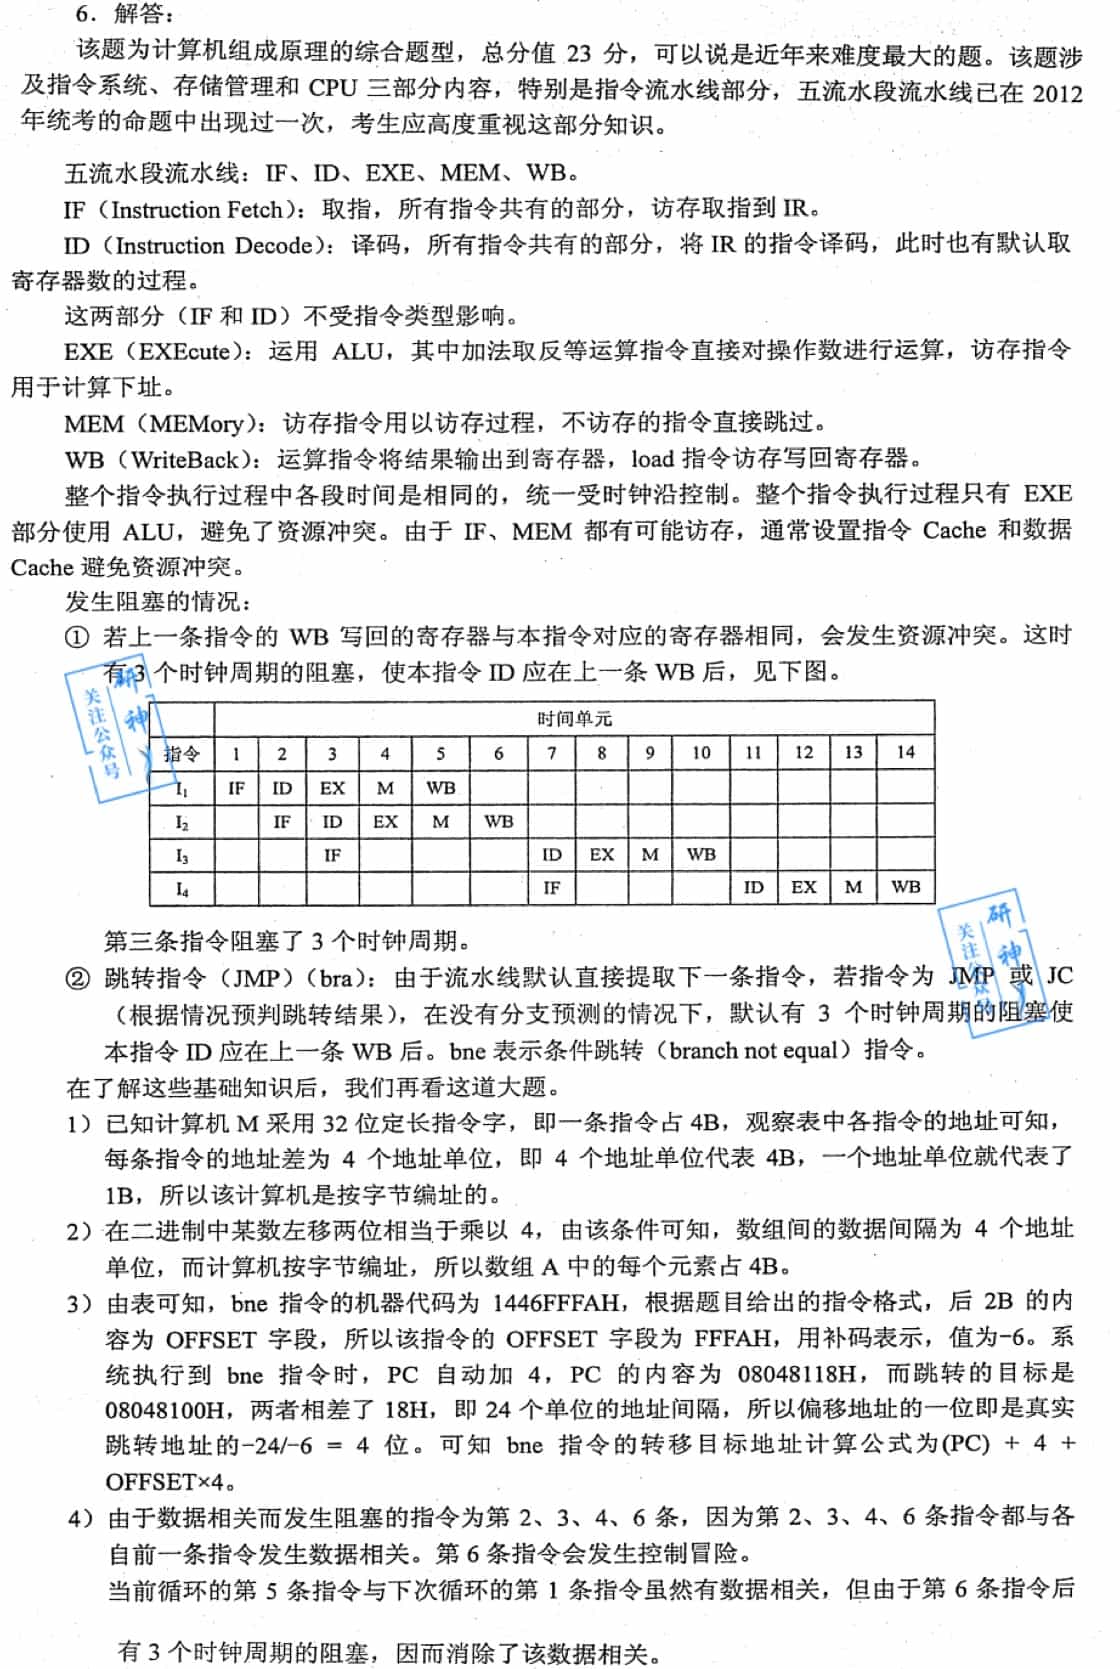 6．解答：
该题为计算机组成原理的综合题型，总分值 23 分，可以说是近年来难度最大的题。该题涉
及指令系统、存储管理和 CPU 三部分内容，特别是指令流水线部分，五流水段流水线已在 2012
年统考的命题中出现过一次，考生应高度重视这部分知识。
五流水段流水线：IF、ID、EXE、MEM、WB。
IF（Instruction Fetch）：取指，所有指令共有的部分，访存取指到 IR。
ID（Instruction Decode）：译码，所有指令共有的部分，将 IR 的指令译码，此时也有默认取
寄存器数的过程。
这两部分（IF 和 ID）不受指令类型影响。
EXE（EXEcute）：运用 ALU，其中加法取反等运算指令直接对操作数进行运算，访存指令
用于计算下址。
MEM（MEMory）：访存指令用以访存过程，不访存的指令直接跳过。
WB（WriteBack）：运算指令将结果输出到寄存器，load 指令访存写回寄存器。
整个指令执行过程中各段时间是相同的，统一受时钟沿控制。整个指令执行过程只有 EXE
部分使用 ALU，避免了资源冲突。由于 IF、MEM 都有可能访存，通常设置指令 Cache 和数据
Cache 避免资源冲突。
发生阻塞的情况：
① 若上一条指令的 WB 写回的寄存器与本指令对应的寄存器相同，会发生资源冲突。这时
有 3 个时钟周期的阻塞，使本指令 ID 应在上一条 WB 后，见下图。
关注公众号 研神Y
时间单元
指令 1 2 3 4 5 6 7 8 9 10 11 12 13 14
I₁ IF ID EX M WB
I₂ IF ID EX M WB
I₃ IF ID EX M WB
I₄ IF ID EX M WB
第三条指令阻塞了 3 个时钟周期。
关注公众号 研神Y
② 跳转指令（JMP）（bra）：由于流水线默认直接提取下一条指令，若指令为 JMP 或 JC
（根据情况预判跳转结果），在没有分支预测的情况下，默认有 3 个时钟周期的阻塞使
本指令 ID 应在上一条 WB 后。bne 表示条件跳转（branch not equal）指令。
在了解这些基础知识后，我们再看这道大题。
1）已知计算机 M 采用 32 位定长指令字，即一条指令占 4B，观察表中各指令的地址可知，
每条指令的地址差为 4 个地址单位，即 4 个地址单位代表 4B，一个地址单位就代表了
1B，所以该计算机是按字节编址的。
2）在二进制中某数左移两位相当于乘以 4，由该条件可知，数组间的数据间隔为 4 个地址
单位，而计算机按字节编址，所以数组 A 中的每个元素占 4B。
3）由表可知，bne 指令的机器代码为 1446FFFAH，根据题目给出的指令格式，后 2B 的内
容为 OFFSET 字段，所以该指令的 OFFSET 字段为 FFFAH，用补码表示，值为−6。系
统执行到 bne 指令时，PC 自动加 4，PC 的内容为 08048118H，而跳转的目标是
08048100H，两者相差了 18H，即 24 个单位的地址间隔，所以偏移地址的一位即是真实
跳转地址的−24/−6 = 4 位。可知 bne 指令的转移目标地址计算公式为(PC) + 4 +
OFFSET×4。
4）由于数据相关而发生阻塞的指令为第 2、3、4、6 条，因为第 2、3、4、6 条指令都与各
自前一条指令发生数据相关。第 6 条指令会发生控制冒险。
当前循环的第 5 条指令与下次循环的第 1 条指令虽然有数据相关，但由于第 6 条指令后
有 3 个时钟周期的阻塞，因而消除了该数据相关。